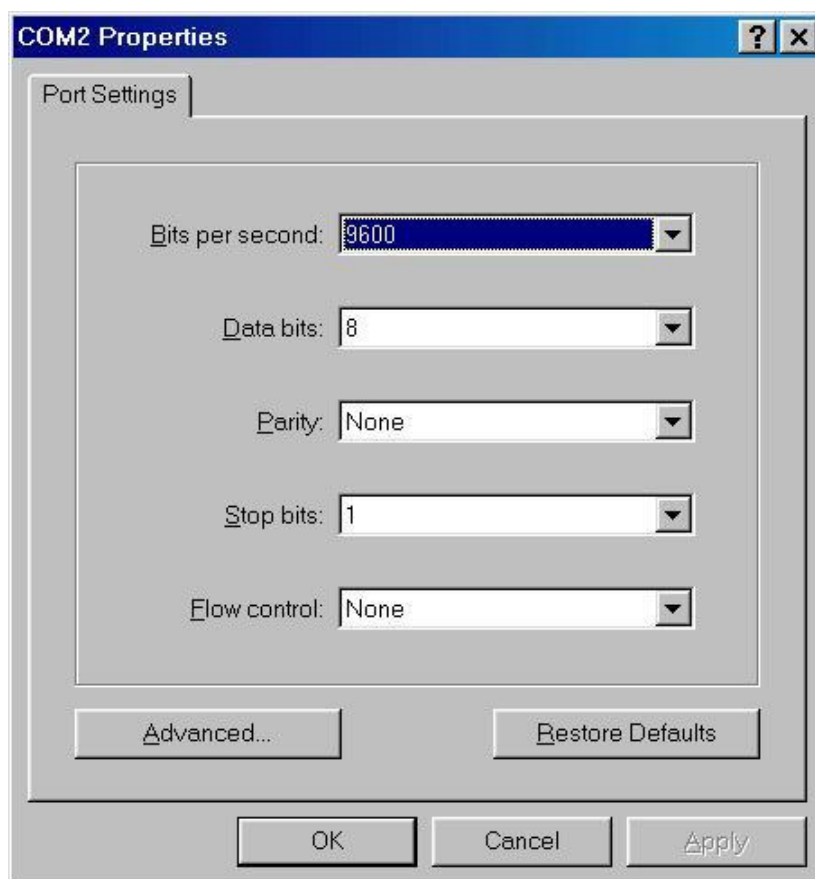 COM2 Properties
Port Settings
Bits per second: 9600
Data bits: 8
Parity: None
Stop bits: 1
Flow control: None
Advanced... Restore Defaults
OK Cancel Apply